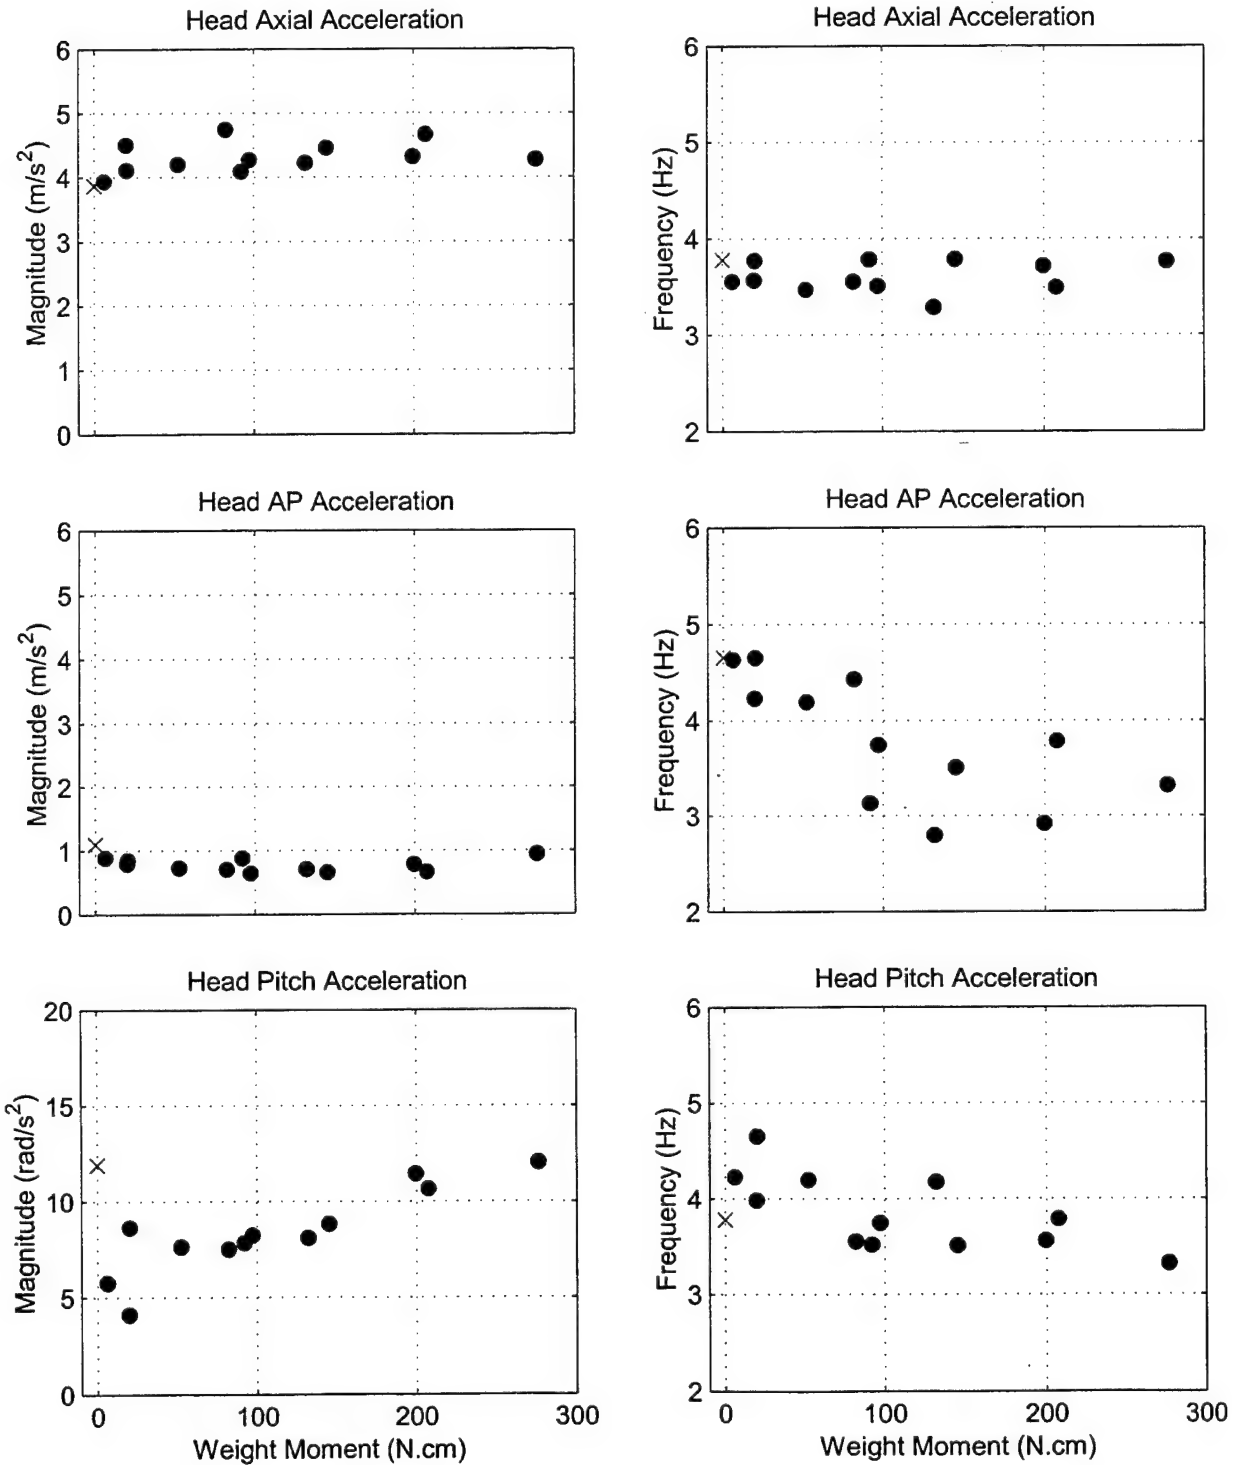 Head Axial Acceleration
6
5
4
3
2
1
0
Magnitude (m/s²)
Head Axial Acceleration
6
5
4
3
2
Frequency (Hz)
Head AP Acceleration
6
5
4
3
2
1
0
Magnitude (m/s²)
Head AP Acceleration
6
5
4
3
2
Frequency (Hz)
Head Pitch Acceleration
20
15
10
5
0
Magnitude (rad/s²)
0 100 200 300
Weight Moment (N.cm)
Head Pitch Acceleration
6
5
4
3
2
Frequency (Hz)
0 100 200 300
Weight Moment (N.cm)